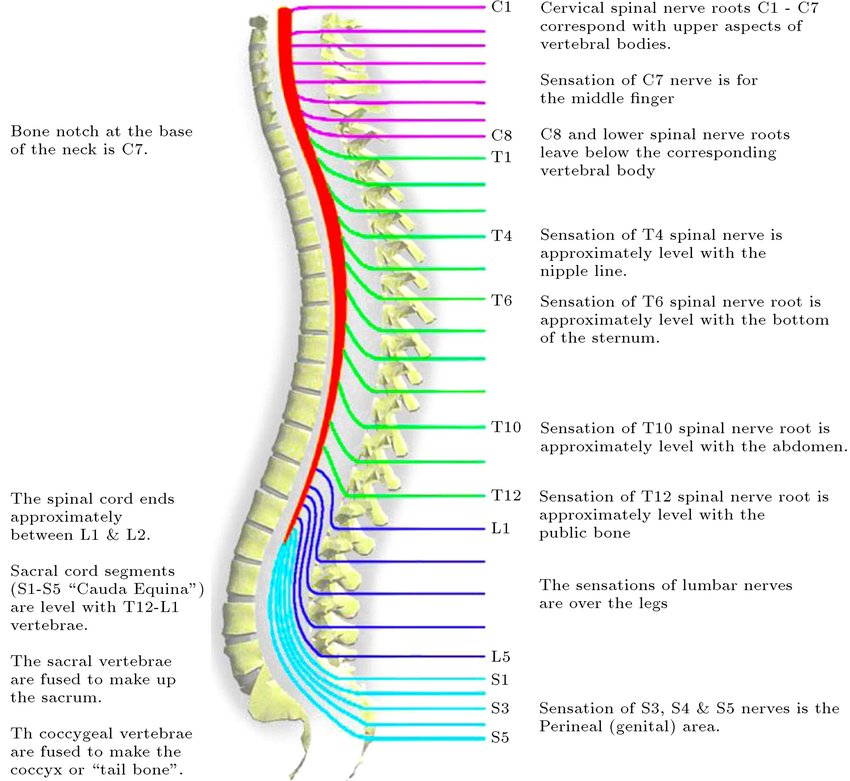 C1
Cervical spinal nerve roots C1 - C7
correspond with upper aspects of
vertebral bodies.
Sensation of C7 nerve is for
the middle finger
Bone notch at the base
of the neck is C7.
C8
C8 and lower spinal nerve roots
leave below the corresponding
vertebral body
T1
T4
Sensation of T4 spinal nerve is
approximately level with the
nipple line.
T6
Sensation of T6 spinal nerve root is
approximately level with the bottom
of the sternum.
T10
Sensation of T10 spinal nerve root is
approximately level with the abdomen.
T12
Sensation of T12 spinal nerve root is
approximately level with the
public bone
The spinal cord ends
approximately
between L1 & L2.
L1
Sacral cord segments
(S1-S5 “Cauda Equina”)
are level with T12-L1
vertebrae.
The sensations of lumbar nerves
are over the legs
L5
The sacral vertebrae
are fused to make up
the sacrum.
S1
S3
Sensation of S3, S4 & S5 nerves is the
Perineal (genital) area.
S5
Th coccygeal vertebrae
are fused to make the
coccyx or “tail bone”.